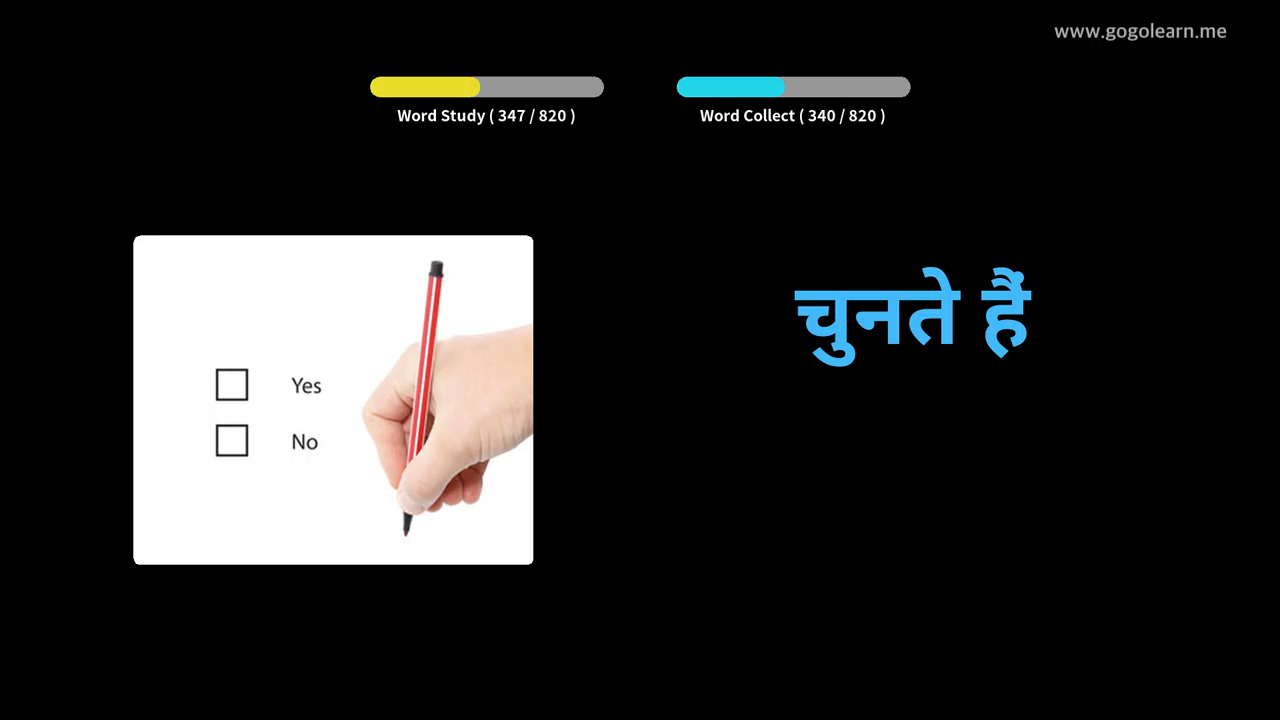 www.gogolearn.me
Word Study ( 347 / 820 )
Word Collect ( 340 / 820 )
Yes
No
चुनते हैं